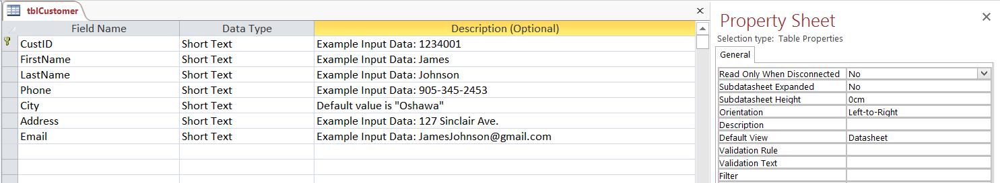 tblCustomer
Field Name Data Type Description (Optional)
CustID Short Text Example Input Data: 1234001
FirstName Short Text Example Input Data: James
LastName Short Text Example Input Data: Johnson
Phone Short Text Example Input Data: 905-345-2453
City Short Text Default value is "Oshawa"
Address Short Text Example Input Data: 127 Sinclair Ave.
Email Short Text Example Input Data: JamesJohnson@gmail.com
Property Sheet
Selection type: Table Properties
General
Read Only When Disconnected No
Subdatasheet Expanded No
Subdatasheet Height 0cm
Orientation Left-to-Right
Description
Default View Datasheet
Validation Rule
Validation Text
Filter